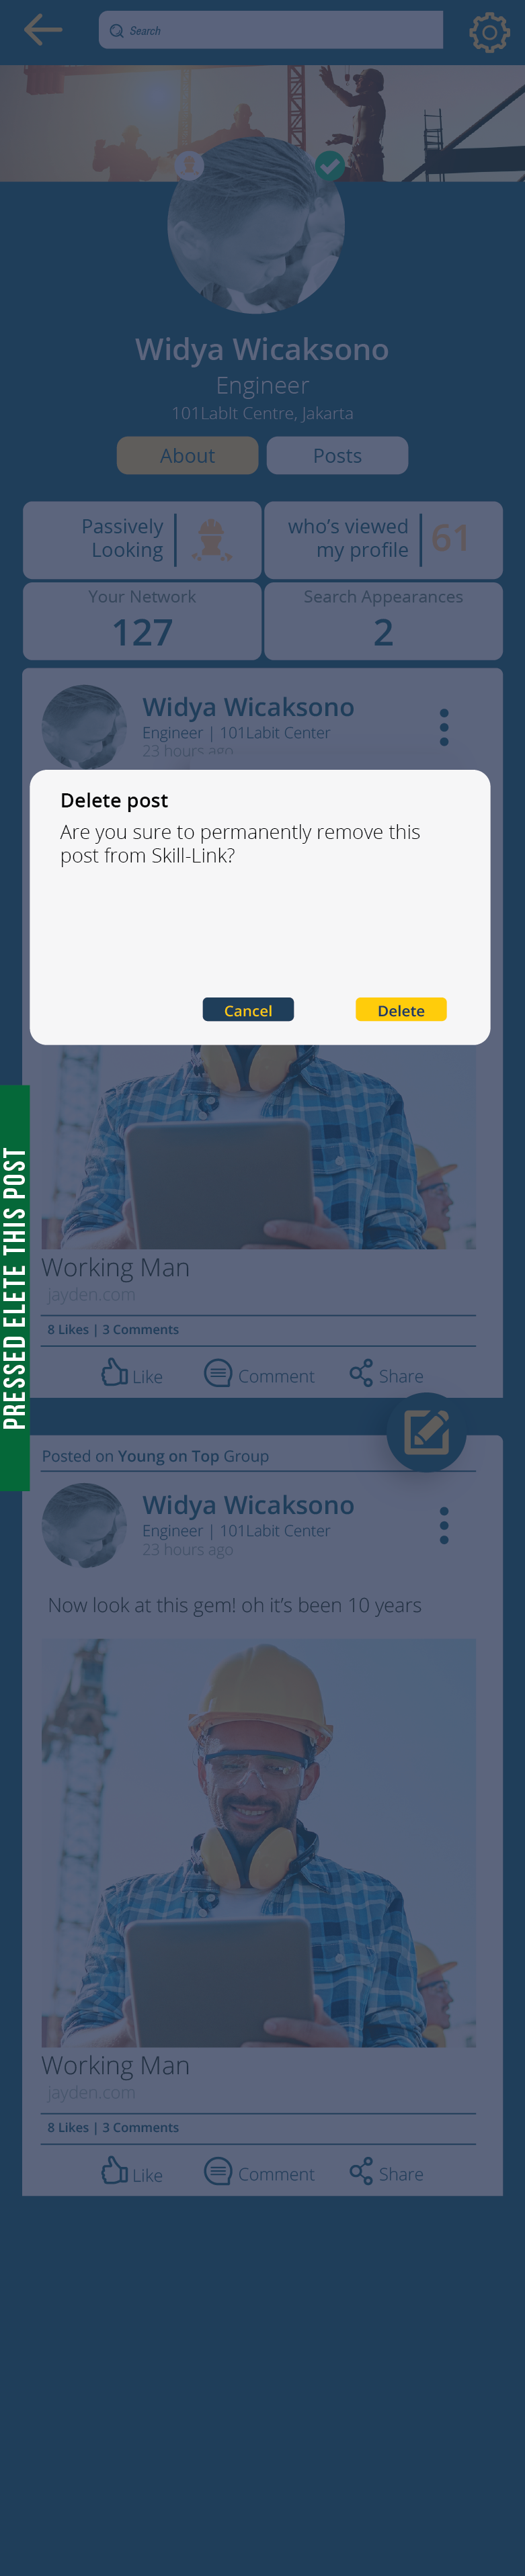 Search
Widya Wicaksono
Engineer
101LabIt Centre, Jakarta
About
Posts
Passively
Looking
who's viewed
my profile
61
Your Network
127
Search Appearances
2
Widya Wicaksono
Engineer | 101Labit Center
23 hours ago
Delete post
Are you sure to permanently remove this
post from Skill-Link?
Cancel
Delete
PRESSED ELETE THIS POST
Working Man
jayden.com
8 Likes | 3 Comments
Like
Comment
Share
Posted on Young on Top Group
Widya Wicaksono
Engineer | 101Labit Center
23 hours ago
Now look at this gem! oh it's been 10 years
Working Man
jayden.com
8 Likes | 3 Comments
Like
Comment
Share